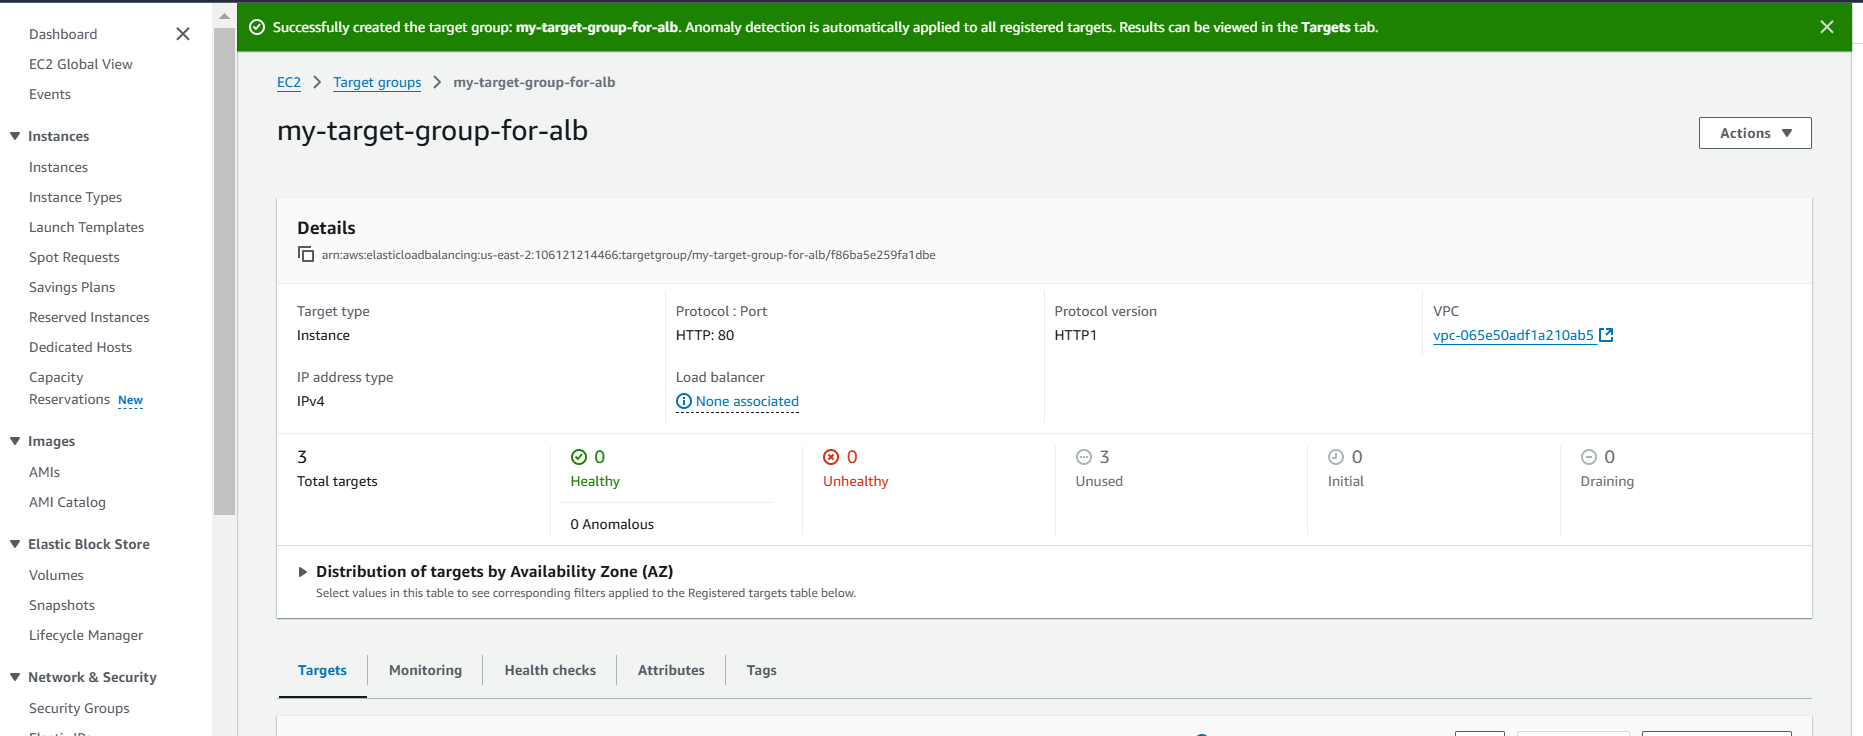 Dashboard
EC2 Global View
Events
Instances
Instances
Instance Types
Launch Templates
Spot Requests
Savings Plans
Reserved Instances
Dedicated Hosts
Capacity
Reservations New
Images
AMIs
AMI Catalog
Elastic Block Store
Volumes
Snapshots
Lifecycle Manager
Network & Security
Security Groups
Successfully created the target group: my-target-group-for-alb. Anomaly detection is automatically applied to all registered targets. Results can be viewed in the Targets tab.
EC2 > Target groups > my-target-group-for-alb
my-target-group-for-alb
Actions
Details
arn:aws:elasticloadbalancing:us-east-2:106121214466:targetgroup/my-target-group-for-alb/f86ba5e259fa1dbe
Target type
Instance
Protocol : Port
HTTP: 80
Protocol version
HTTP1
VPC
vpc-065e50adf1a210ab5
IP address type
IPv4
Load balancer
None associated
3
Total targets
0
Healthy
0 Anomalous
0
Unhealthy
3
Unused
0
Initial
0
Draining
Distribution of targets by Availability Zone (AZ)
Select values in this table to see corresponding filters applied to the Registered targets table below.
Targets
Monitoring
Health checks
Attributes
Tags